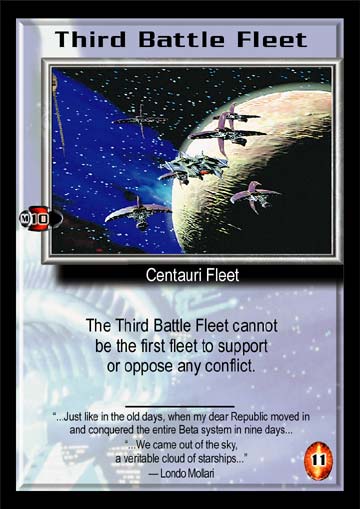 Third Battle Fleet
M 10
Centauri Fleet
The Third Battle Fleet cannot
be the first fleet to support
or oppose any conflict.
“...Just like in the old days, when my dear Republic moved in
and conquered the entire Beta system in nine days...
“...We came out of the sky,
a veritable cloud of starships...”
— Londo Mollari
11